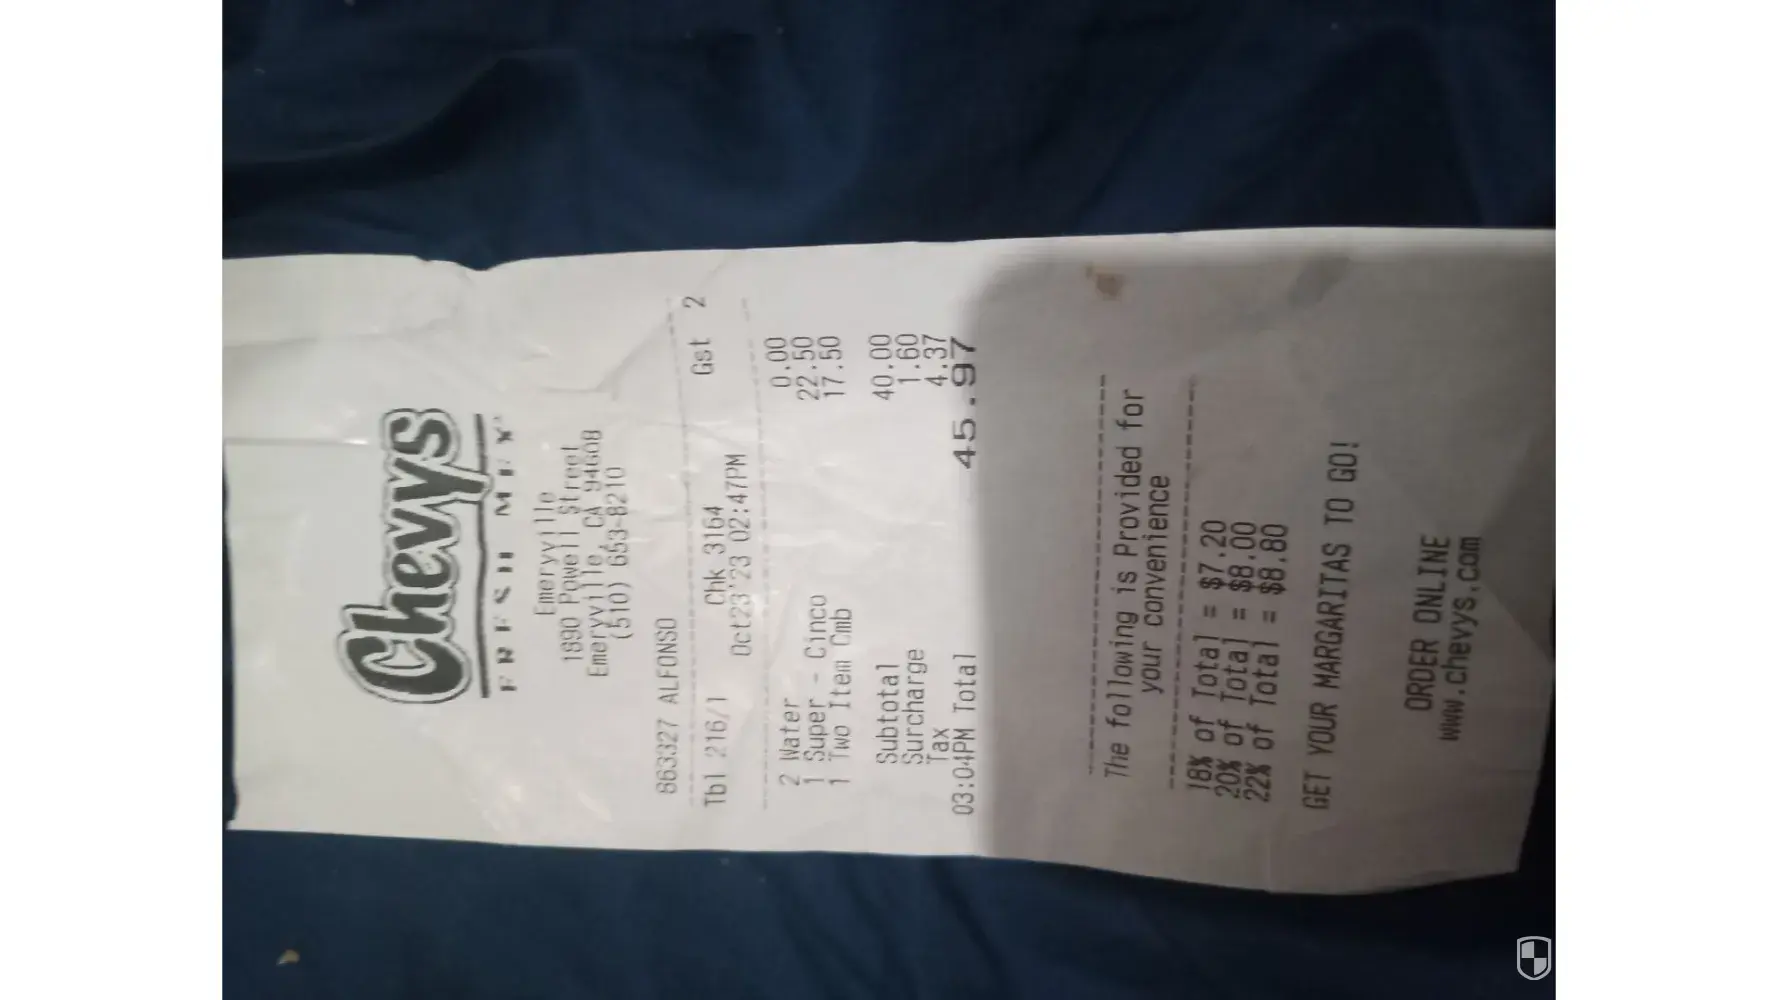 Chevys
FRESH MEX
Emeryville
1890 Powell Street
Emeryville, CA 94608
(510) 653-8210
863327 ALFONSO
Tbl 216/1 Chk 3164 Gst 2
Oct23'23 02:47PM
2 Water 0.00
1 Super - Cinco 22.50
1 Two Item Cmb 17.50
Subtotal 40.00
Surcharge 1.60
Tax 4.37
03:04PM Total 45.97
The following is Provided for
your convenience
18% of Total = $7.20
20% of Total = $8.00
22% of Total = $8.80
GET YOUR MARGARITAS TO GO!
ORDER ONLINE
www.chevys.com